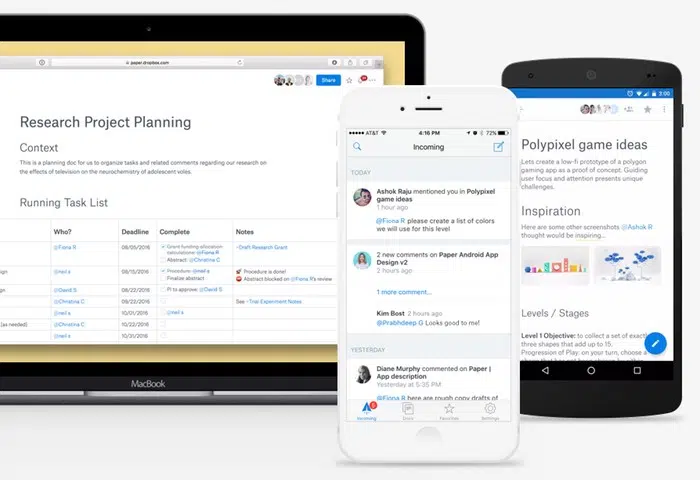 paper.dropbox.com
Share
Research Project Planning
Context
This is a planning doc for us to organize tasks and related comments regarding our research on
the effects of television on the neurochemistry of adolescent voles.
Running Task List
Who? Deadline Complete Notes
@Fiona R 08/05/2016 Grant funding allocation calculations @Fiona R Abstract @Christina C +Draft Research Grant
ign @neil s 08/15/2016 Procedure @neil s Finalize abstract Procedure is done! Abstract blocked on @Fiona R's review
@David S 08/22/2016 PI to approve: @David S
@Christina C 08/22/2016 See +Trial Experiment Notes
@neil s 10/01/2016 @neil s
[as needed] @Christina C 10/22/2016
@neil s 10/31/2016
MacBook
AT&T 4:16 PM 72%
Incoming
TODAY
Ashok Raju mentioned you in Polypixel
game ideas
1 hour ago
@Fiona R please create a list of colors
we will use for this level
2 new comments on Paper Android App
Design v2
2 hours ago
1 more comment...
Kim Bost 2 hours ago
@Prabhdeep G Looks good to me!
YESTERDAY
Diane Murphy commented on Paper |
App description
Yesterday at 5:35 PM
@Fiona R here are rough copy drafts of
Incoming Docs Favorites Settings
3:00
Polypixel game ideas
Lets create a low-fi prototype of a polygon
gaming app as a proof of concept. Guiding
user focus and attention presents unique
challenges.
Inspiration
Here are some other screenshots @Ashok R
thought would be inspiring...
Levels / Stages
Level 1 Objective: to collect a set of exact
three shapes that add up to 15.
Progression of Play: on your turn, choose a